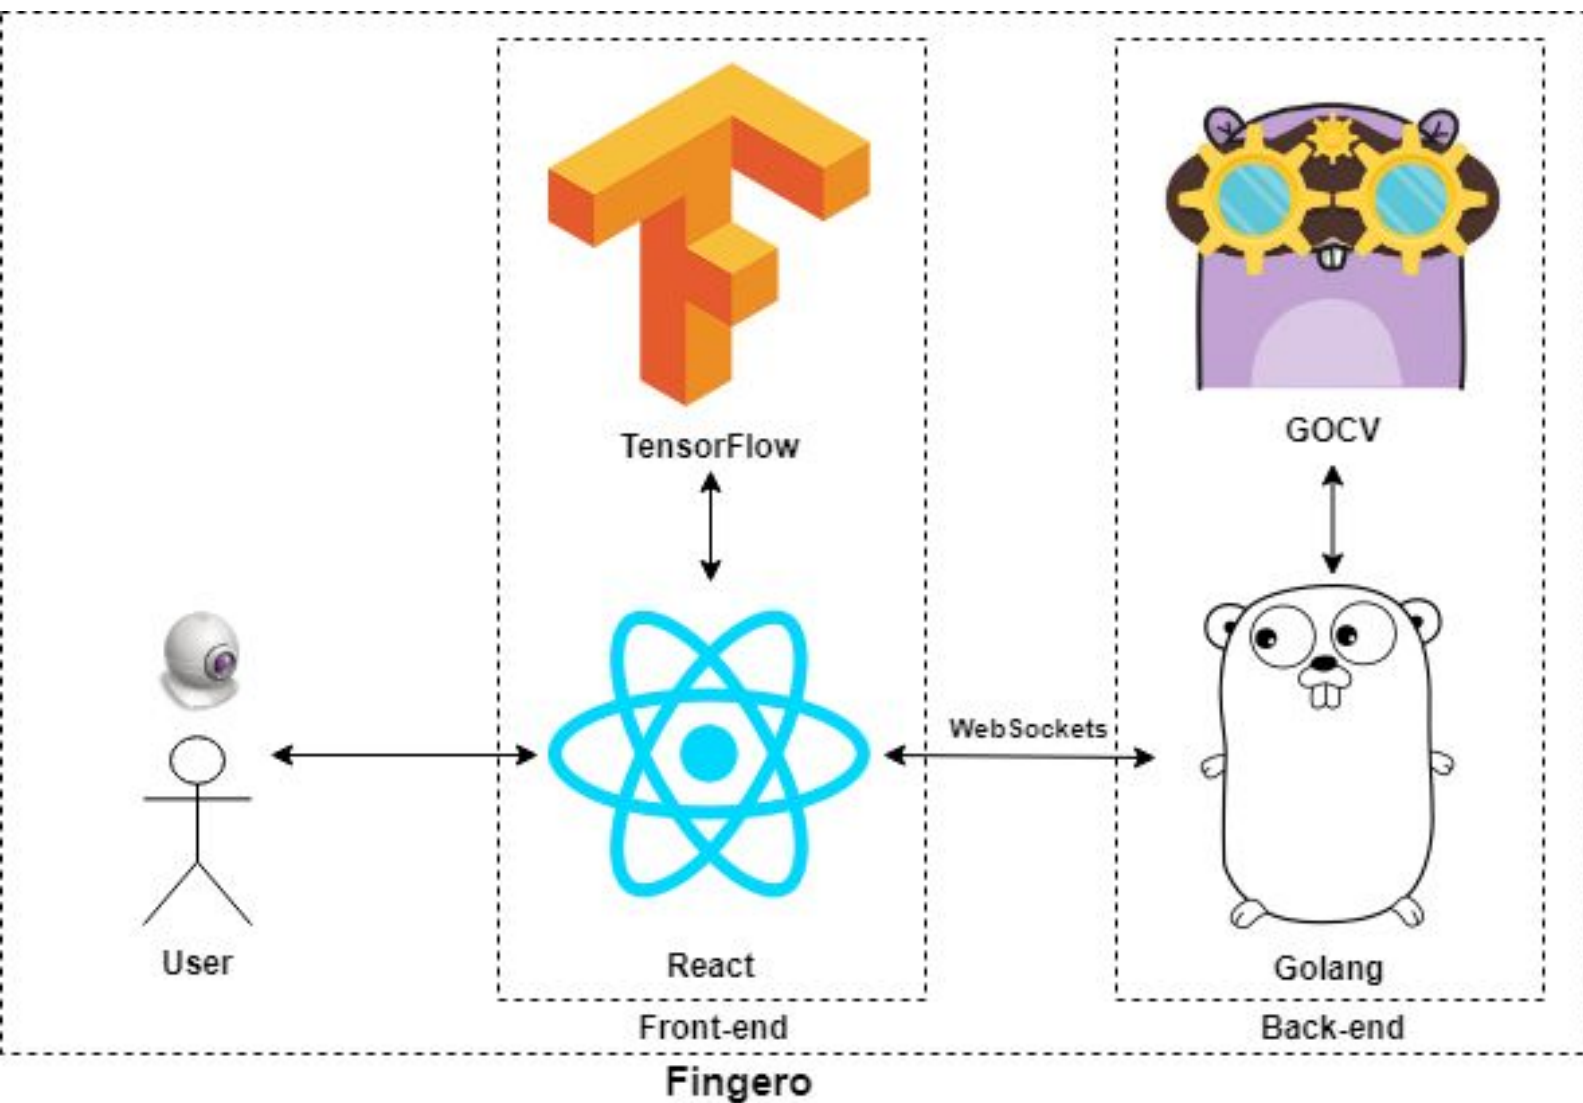 TensorFlow
GOCV
WebSockets
User
React
Golang
Front-end
Back-end
Fingero